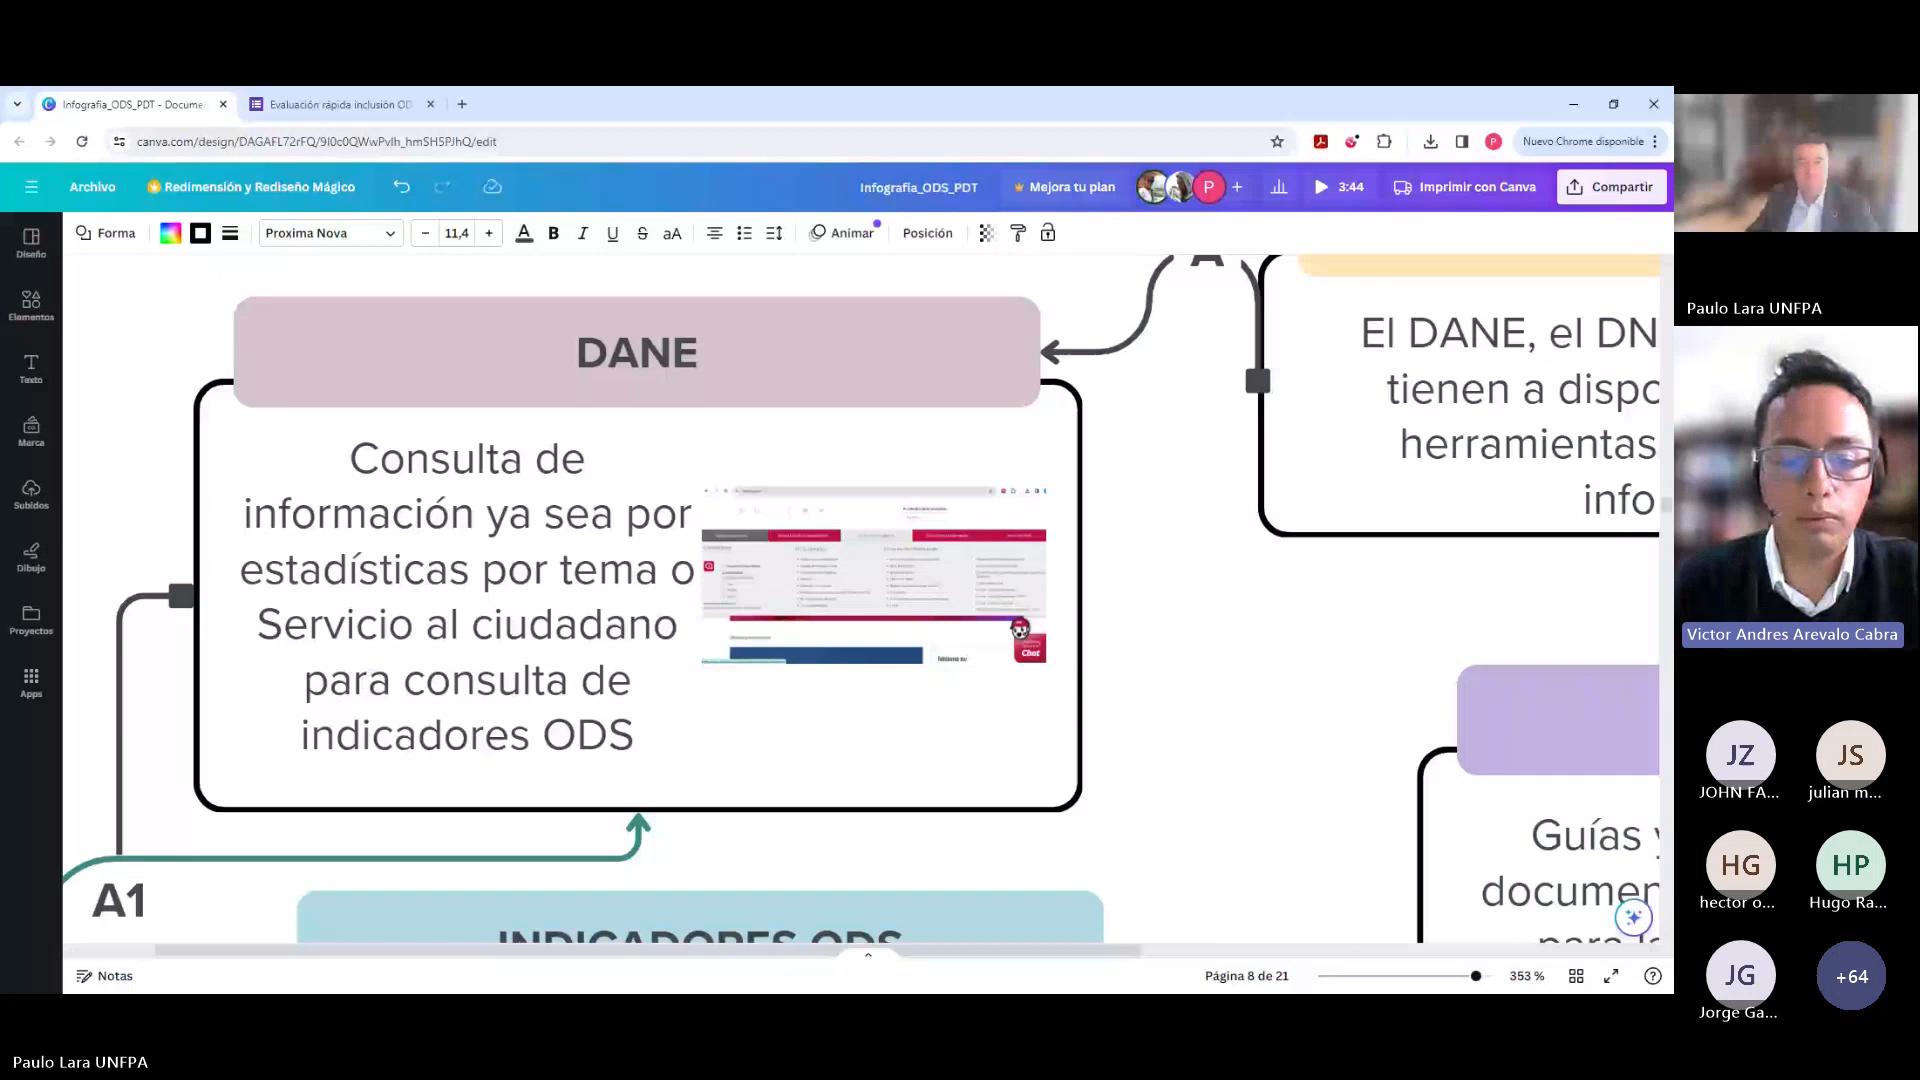 Infografia_ODS_PDT - Docume
Evaluación rápida inclusión OD
canva.com/design/DAGAFL72rFQ/9I0c0QWwPvIh_hmSH5PJhQ/edit
Nuevo Chrome disponible
Archivo
Redimensión y Rediseño Mágico
Infografia_ODS_PDT
Mejora tu plan
P
3:44
Imprimir con Canva
Compartir
Forma
Proxima Nova
11,4
Animar
Posición
Diseño
Elementos
Texto
Marca
Subidos
Dibujo
Proyectos
Apps
DANE
Consulta de
información ya sea por
estadísticas por tema o
Servicio al ciudadano
para consulta de
indicadores ODS
Chat
A
El DANE, el DN
tienen a dispo
herramientas
info
Guías y
documen
para la
A1
INDICADORES ODS
Notas
Página 8 de 21
353 %
Paulo Lara UNFPA
Victor Andres Arevalo Cabra
JZ
JOHN FA...
JS
julian m...
HG
hector o...
HP
Hugo Ra...
JG
Jorge Ga...
+64
Paulo Lara UNFPA